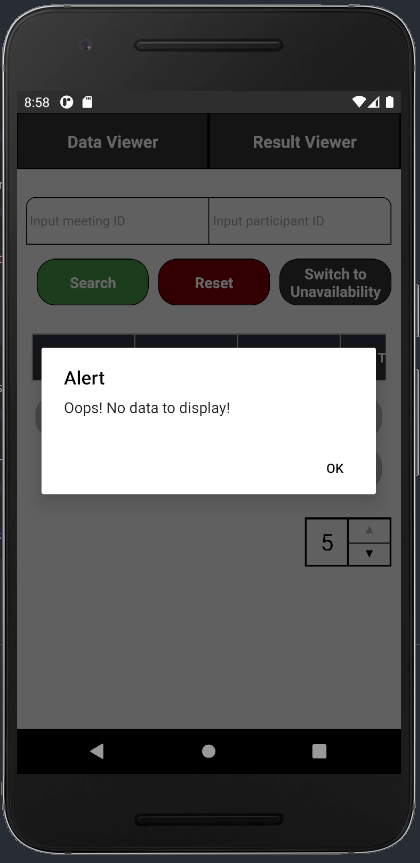 8:58
Data Viewer
Result Viewer
Input meeting ID
Input participant ID
Search
Reset
Switch to
Unavailability
T
Alert
Oops! No data to display!
OK
5